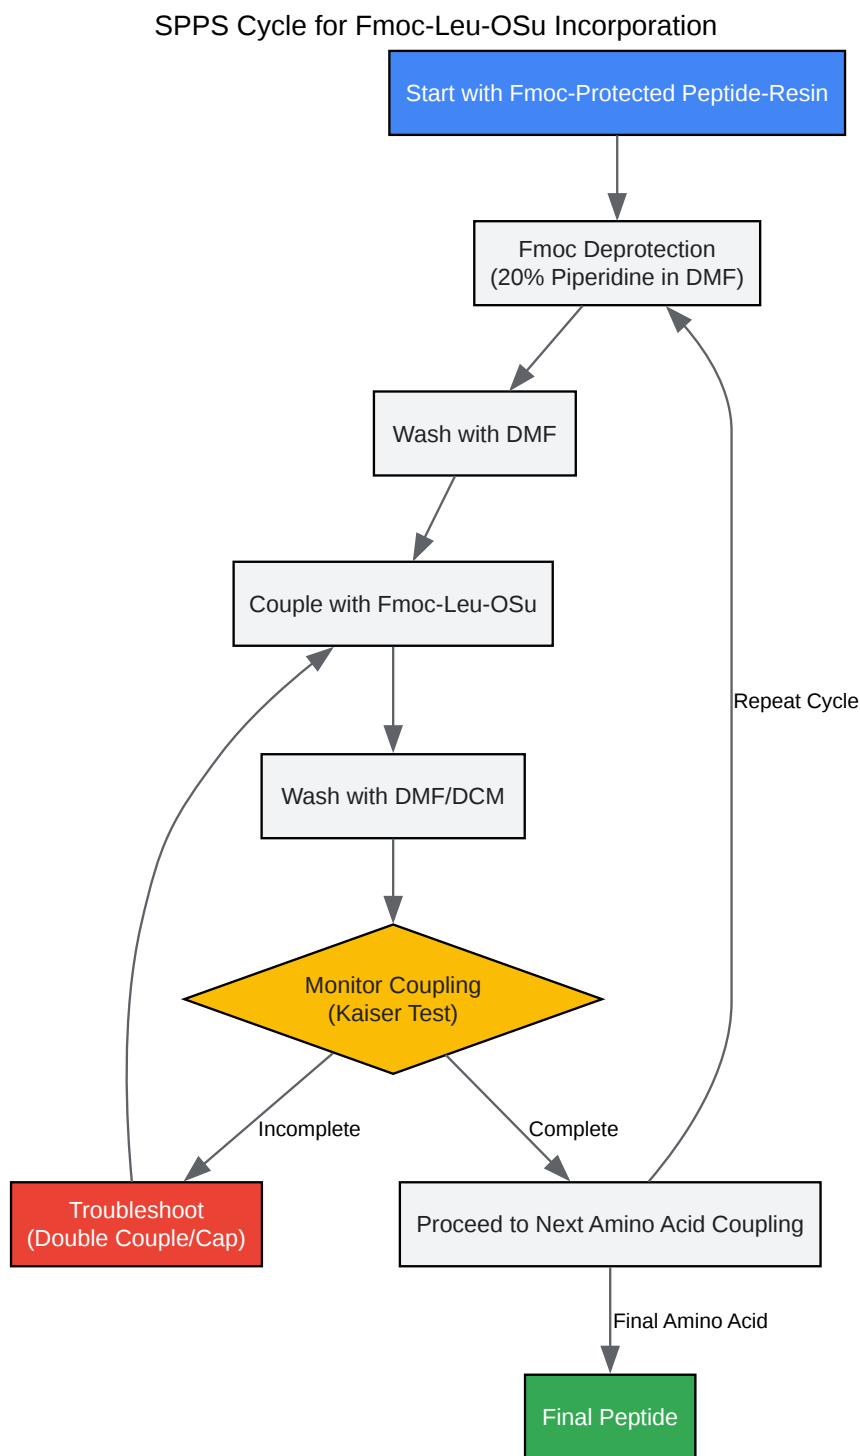 SPPS Cycle for Fmoc-Leu-OSu Incorporation
Start with Fmoc-Protected Peptide-Resin
Fmoc Deprotection
(20% Piperidine in DMF)
Wash with DMF
Couple with Fmoc-Leu-OSu
Repeat Cycle
Wash with DMF/DCM
Monitor Coupling
(Kaiser Test)
Incomplete
Complete
Troubleshoot
(Double Couple/Cap)
Proceed to Next Amino Acid Coupling
Final Amino Acid
Final Peptide